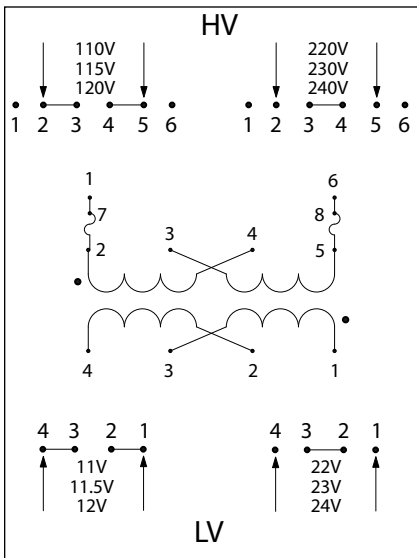 HV
110V 220V
115V 230V
120V 240V
1 2 3 4 5 6 1 2 3 4 5 6
1 6
7 8
3 4
2 5
4 3 2 1
4 3 2 1 4 3 2 1
11V 22V
11.5V 23V
12V 24V
LV